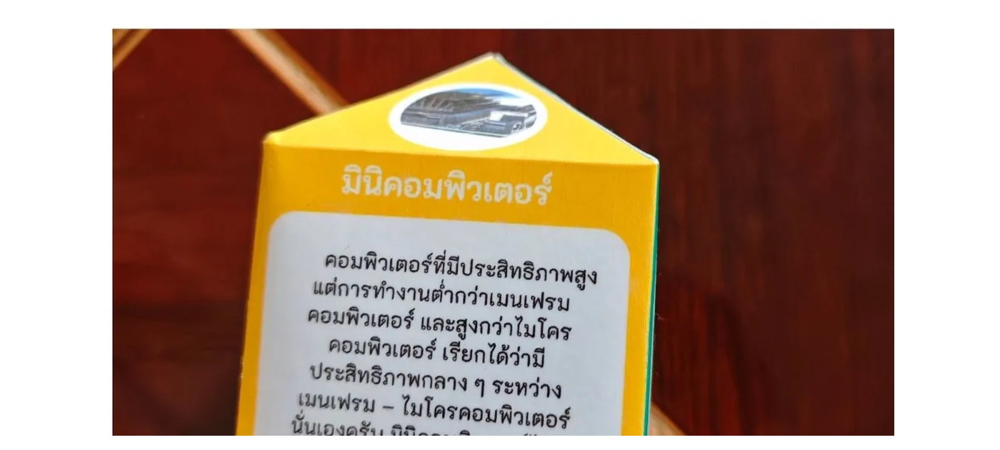 มินิคอมพิวเตอร์
คอมพิวเตอร์ที่มีประสิทธิภาพสูง
แต่การทำงานต่ำกว่าเมนเฟรม
คอมพิวเตอร์ และสูงกว่าไมโคร
คอมพิวเตอร์ เรียกได้ว่ามี
ประสิทธิภาพกลาง ๆ ระหว่าง
เมนเฟรม – ไมโครคอมพิวเตอร์
นั่นเองครับ